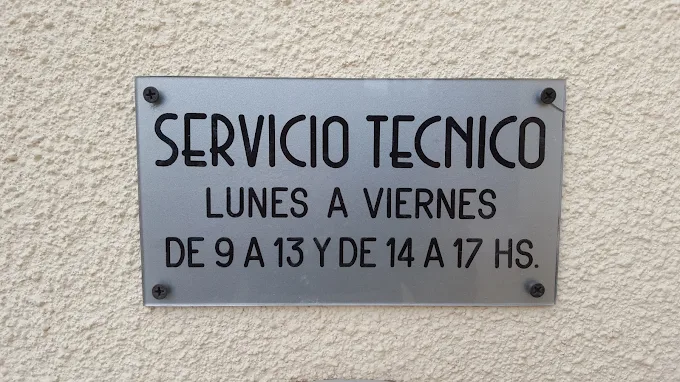 SERVICIO TECNICO
LUNES A VIERNES
DE 9 A 13 Y DE 14 A 17 HS.